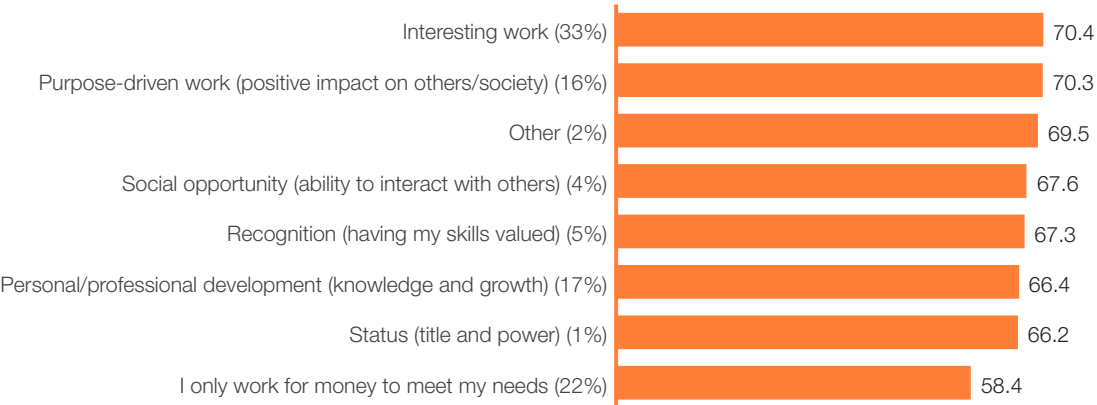 Interesting work (33%) 70.4
Purpose-driven work (positive impact on others/society) (16%) 70.3
Other (2%) 69.5
Social opportunity (ability to interact with others) (4%) 67.6
Recognition (having my skills valued) (5%) 67.3
Personal/professional development (knowledge and growth) (17%) 66.4
Status (title and power) (1%) 66.2
I only work for money to meet my needs (22%) 58.4